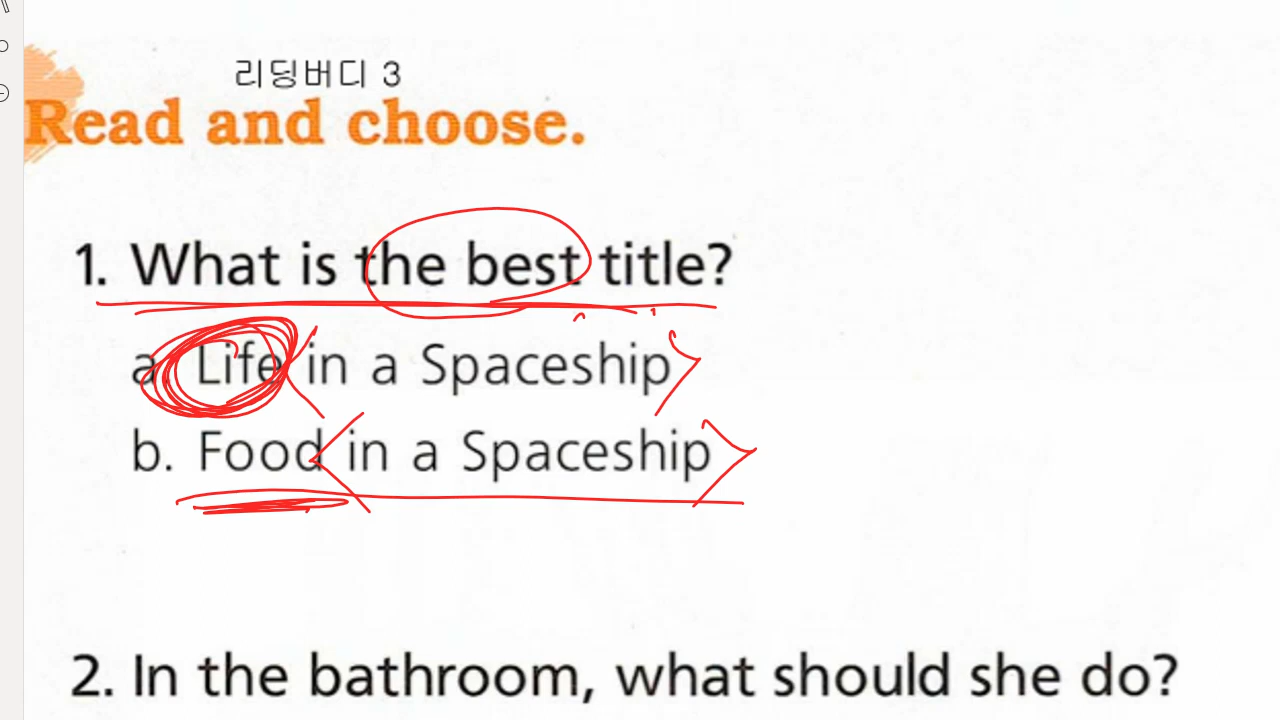 리딩버디 3
Read and choose.
1. What is the best title?
a. Life in a Spaceship
b. Food in a Spaceship
2. In the bathroom, what should she do?